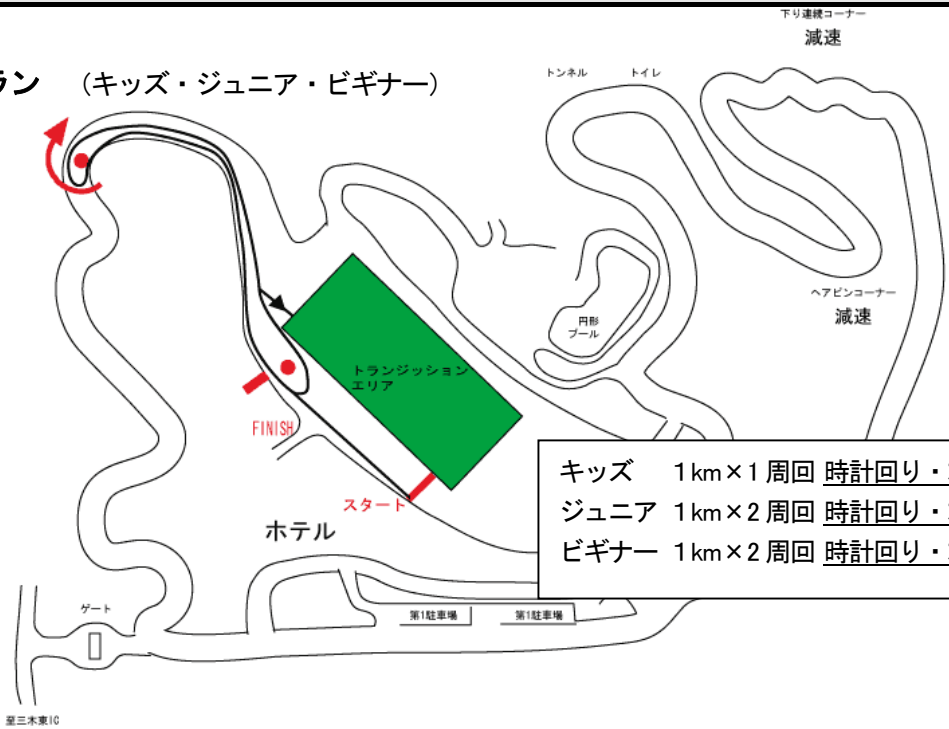 下り連続コーナー
減速
ラン （キッズ・ジュニア・ビギナー）
トンネル トイレ
ヘアピンコーナー
減速
円形
プール
トランジッション
エリア
FINISH
スタート
ホテル
キッズ 1km×1周回 時計回り・
ジュニア 1km×2周回 時計回り・
ビギナー 1km×2周回 時計回り・
ゲート
第1駐車場 第1駐車場
至三木東IC